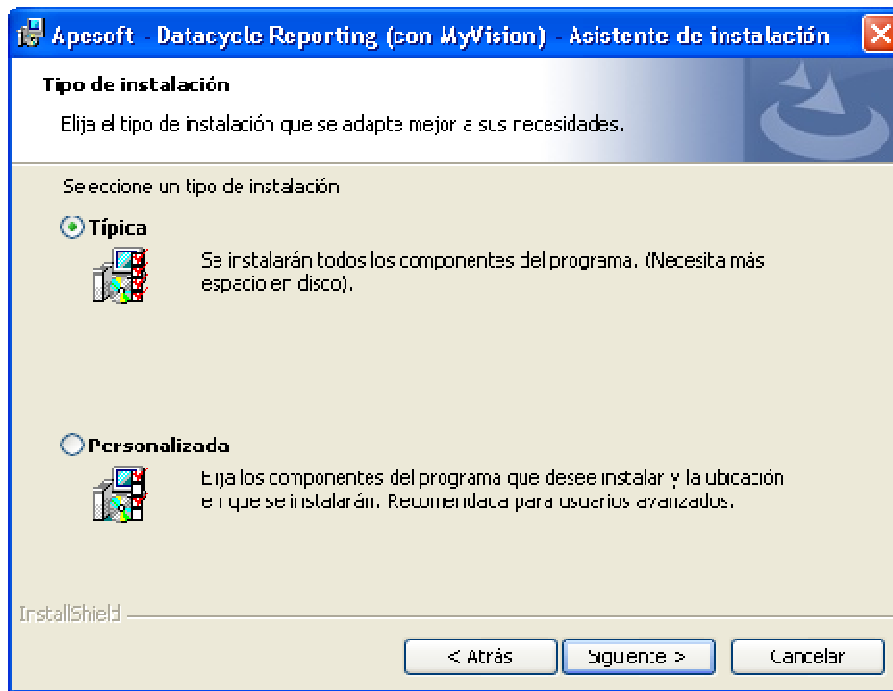 Apesoft - Datacycle Reporting (con MyVision) - Asistente de instalación
Tipo de instalación
Elija el tipo de instalación que se adapte mejor a sus necesidades.
Seleccione un tipo de instalación
Típica
Se instalarán todos los componentes del programa. (Necesita más
espacio en disco).
Personalizada
Elija los componentes del programa que desee instalar y la ubicación
en que se instalarán. Recomendada para usuarios avanzados.
InstallShield
< Atrás
Siguiente >
Cancelar